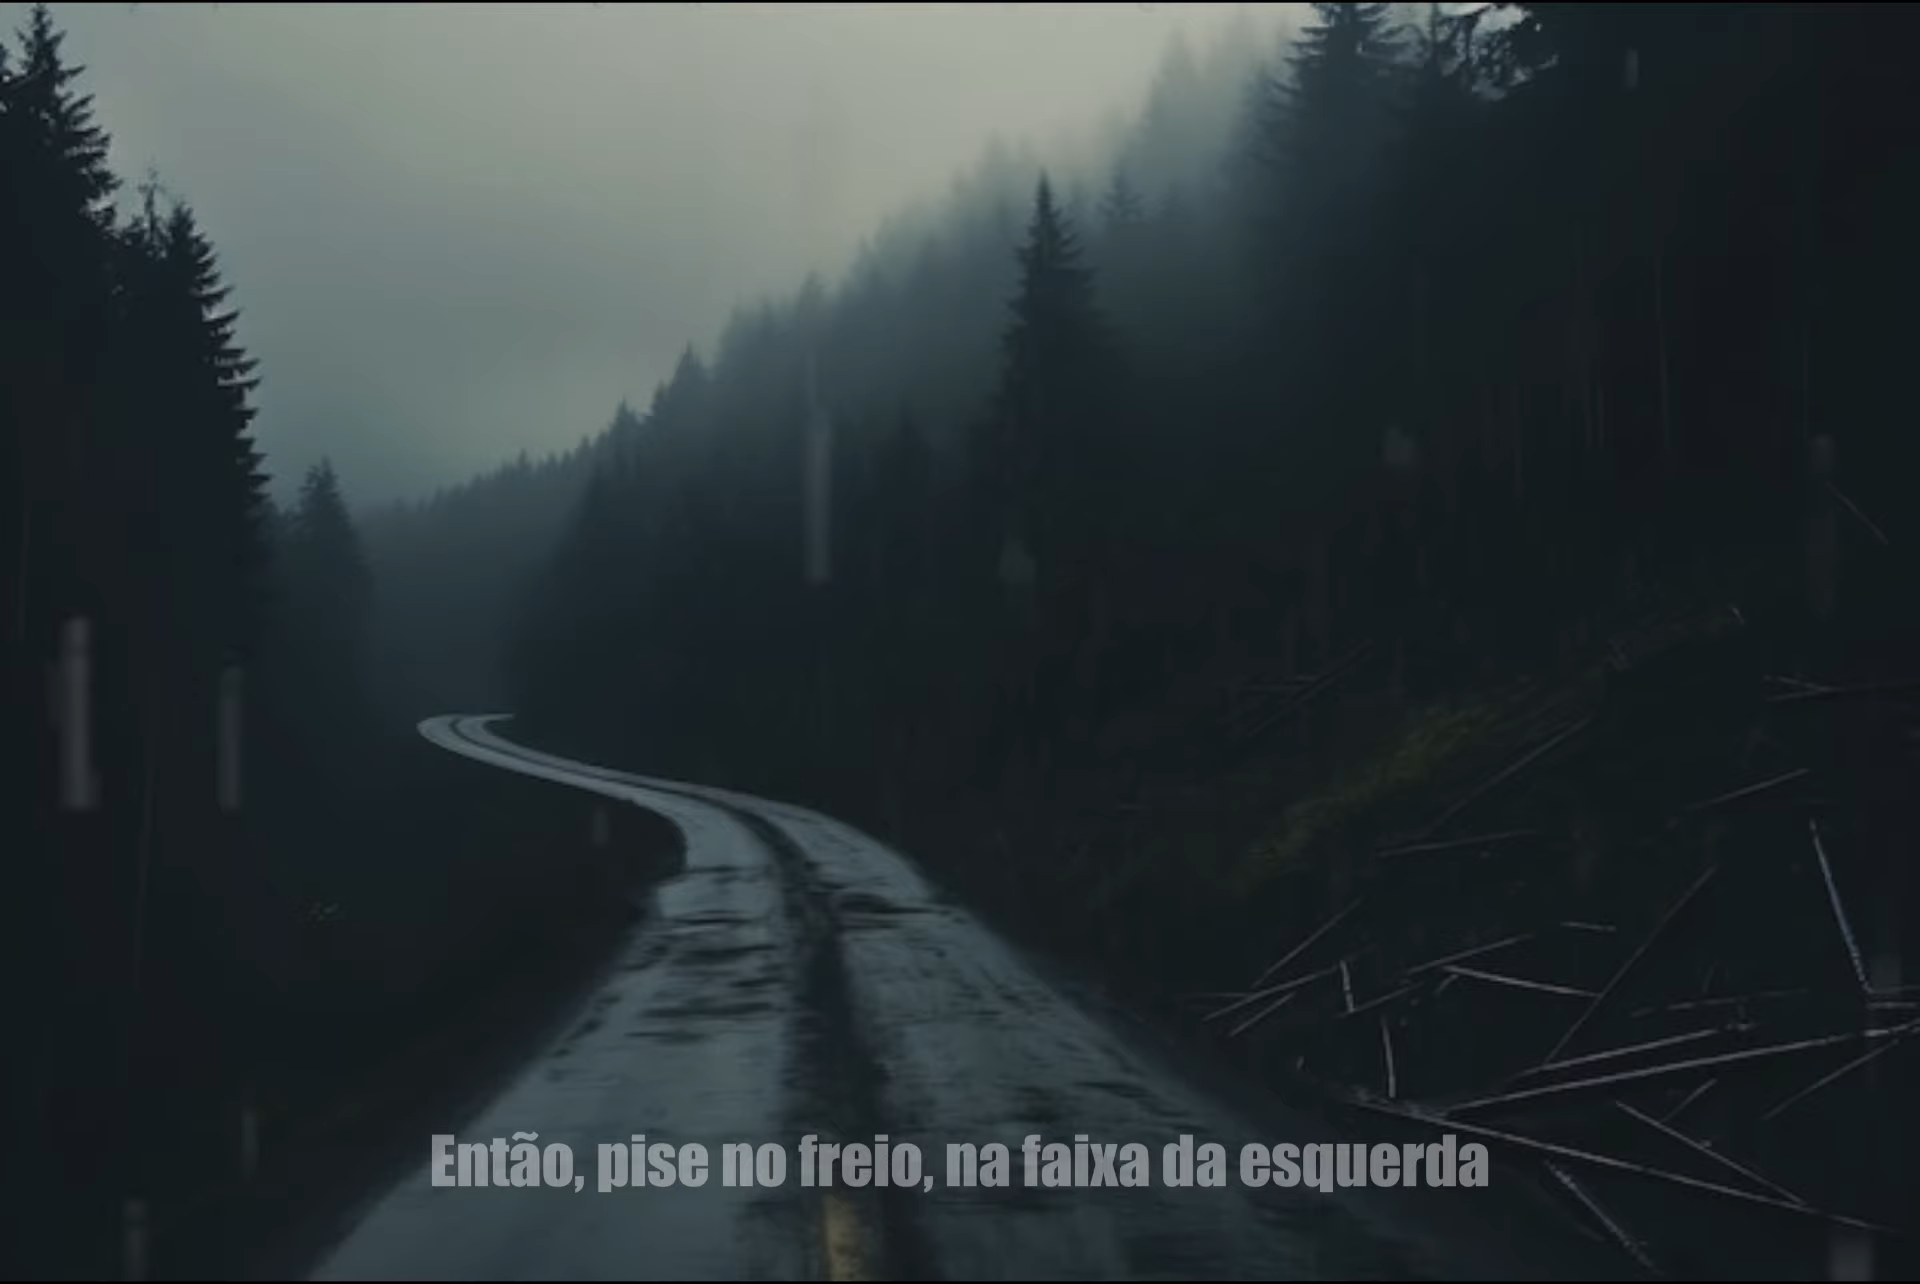 Então, pise no freio, na faixa da esquerda